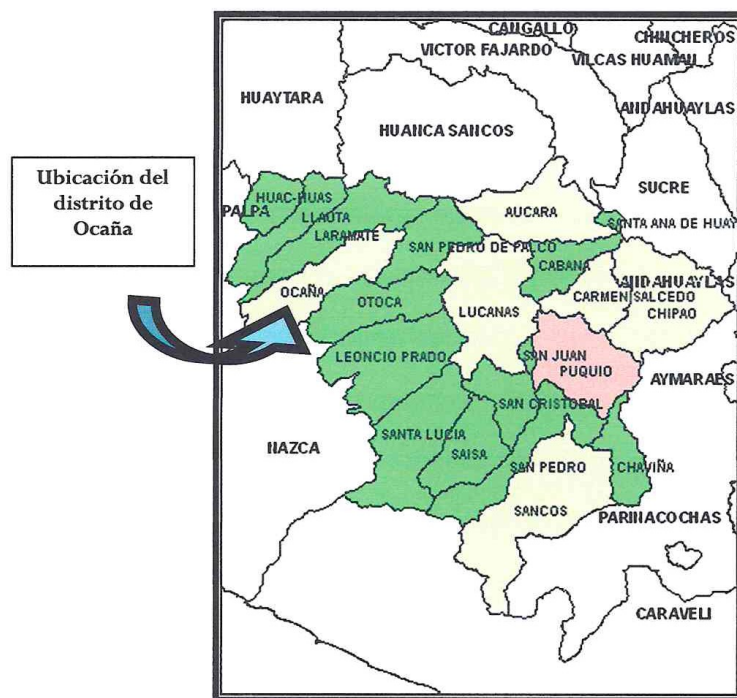 CANGALLO
CHINCHEROS
VICTOR FAJARDO
VILCAS HUAMAN
HUAYTARA
ANDAHUAYLAS
HUANCA SANCOS
Ubicación del
distrito de
Ocaña
SUCRE
HUAC-HUAS
PALPA
LLAUTA
AUCARA
SANTA ANA DE HUAY
LARAMATE
SAN PEDRO DE PALCO
CABANA
ANDAHUAYLAS
OCAÑA
CARMEN SALCEDO
OTOCA
LUCANAS
CHIPAO
LEONCIO PRADO
SAN JUAN
PUQUIO
AYMARAES
SAN CRISTOBAL
NAZCA
SANTA LUCIA
SAISA
SAN PEDRO
CHAVIÑA
SANCOS
PARINACOCHAS
CARAVELI